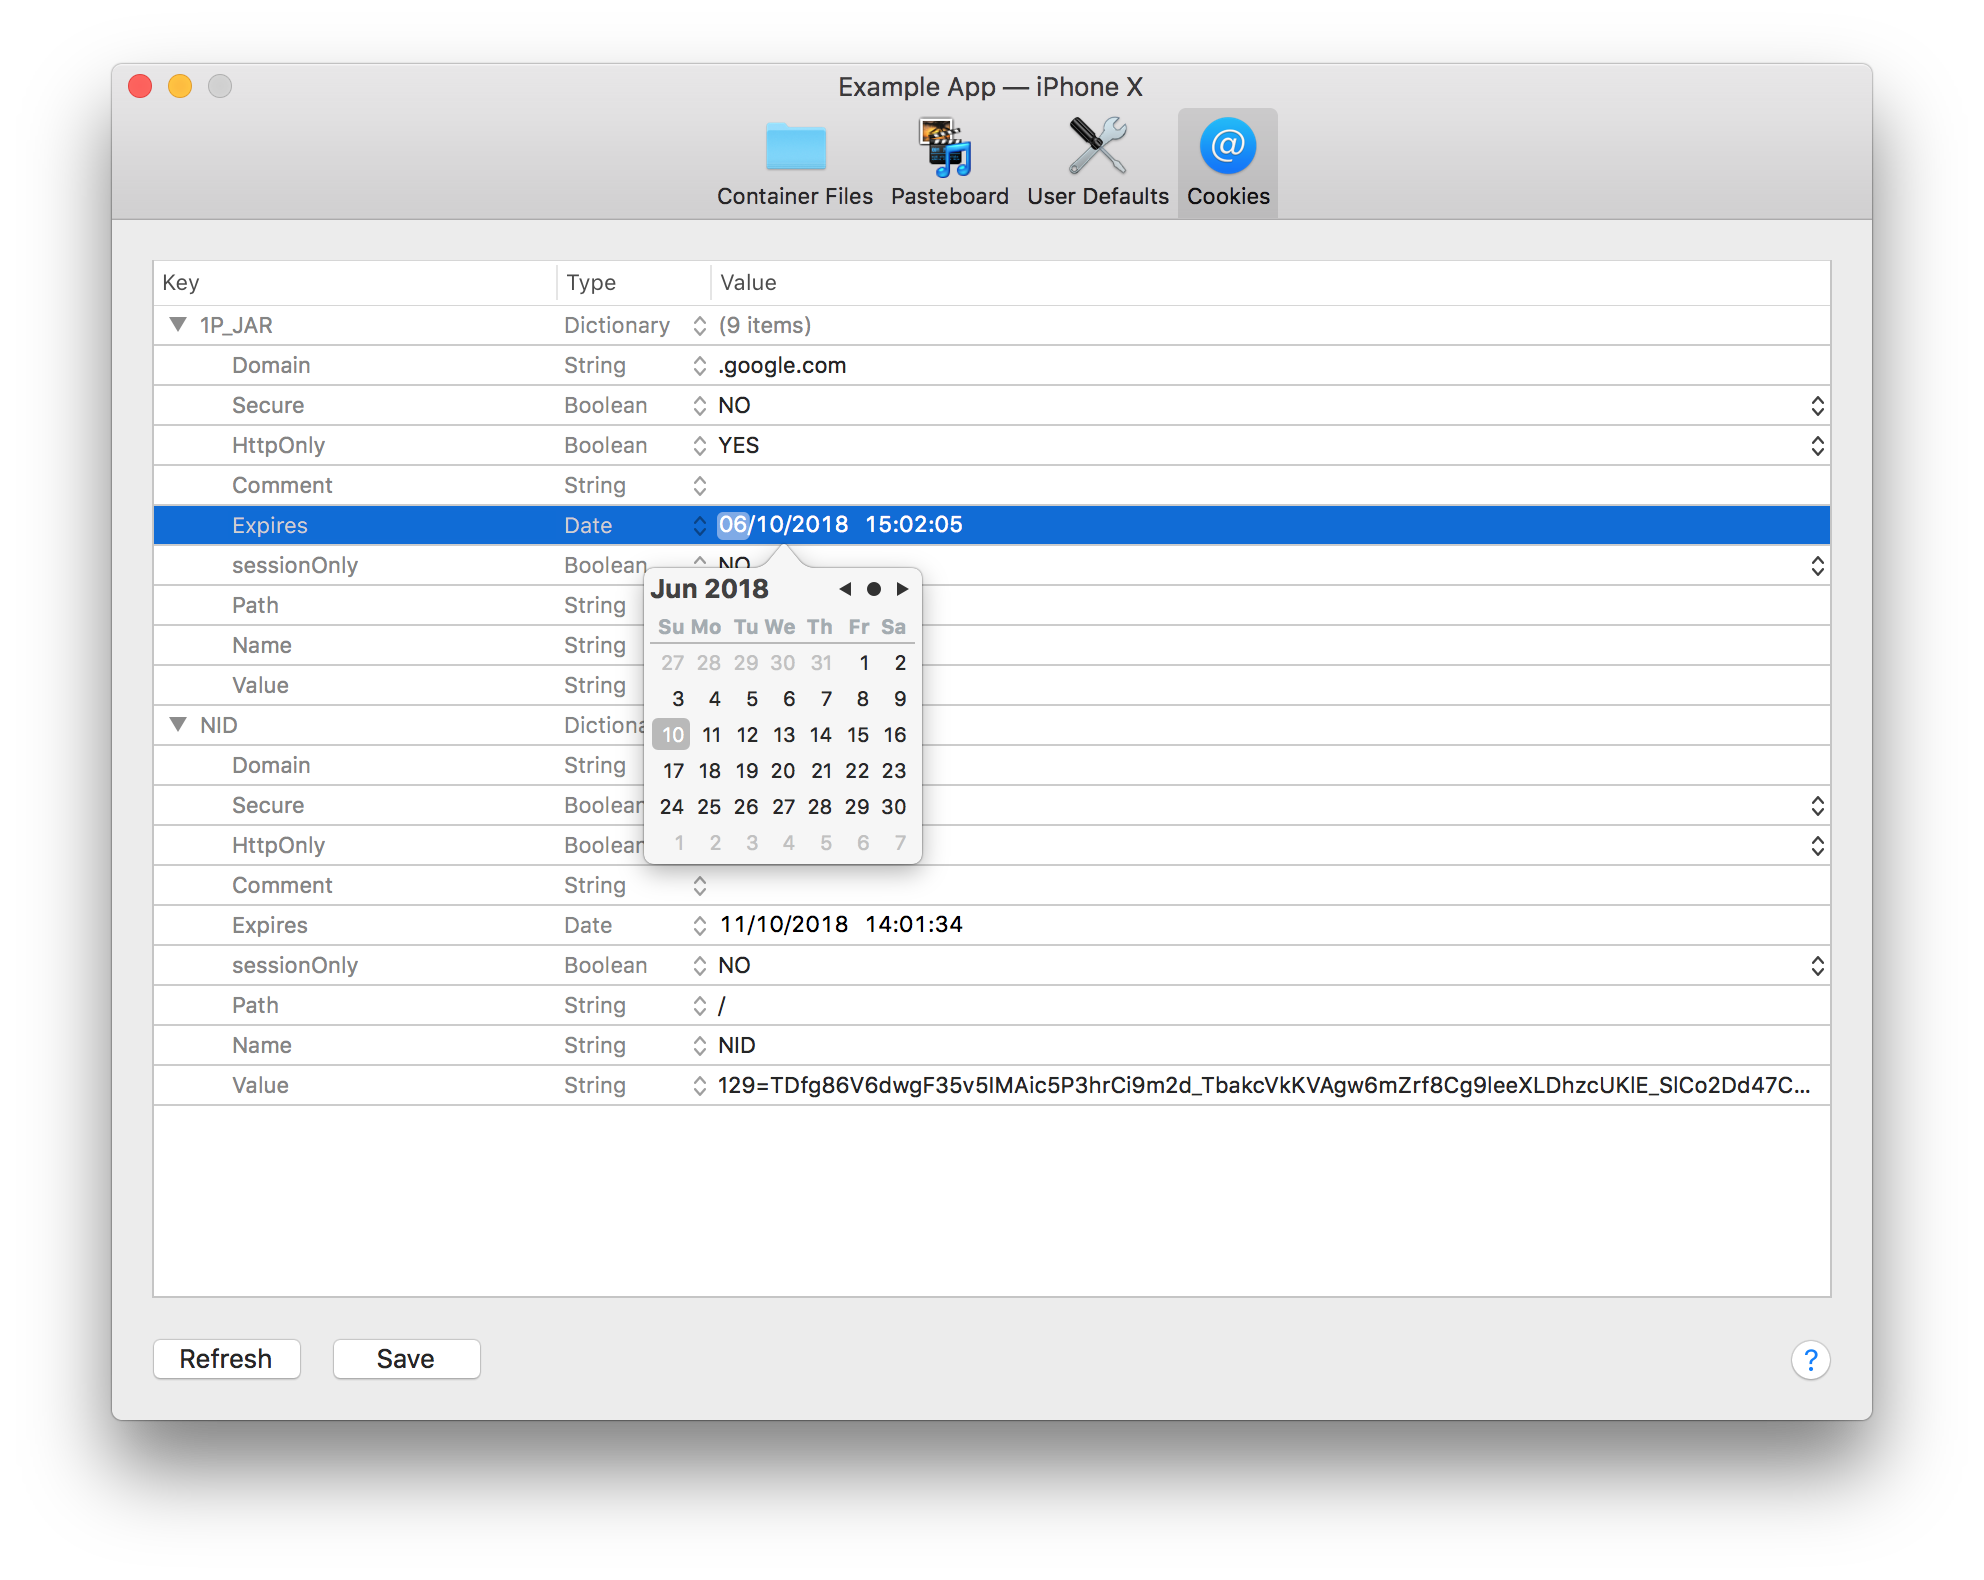 Example App — iPhone X
Container Files Pasteboard User Defaults @ Cookies
Key Type Value
1P_JAR Dictionary (9 items)
Domain String .google.com
Secure Boolean NO
HttpOnly Boolean YES
Comment String
Expires Date 06/10/2018 15:02:05
sessionOnly Boolean NO
Path String
Name String
Value String
NID
Domain String
Secure
HttpOnly
Comment String
Expires Date 11/10/2018 14:01:34
sessionOnly Boolean NO
Path String /
Name String NID
Value String 129=TDfg86V6dwgF35v5IMAic5P3hrCi9m2d_TbakcVkKVAgw6mZrf8Cg9leeXLDhzcUKlE_SlCo2Dd47C...
Jun 2018
Su Mo Tu We Th Fr Sa
27 28 29 30 31 1 2
3 4 5 6 7 8 9
10 11 12 13 14 15 16
17 18 19 20 21 22 23
24 25 26 27 28 29 30
1 2 3 4 5 6 7
Refresh Save ?